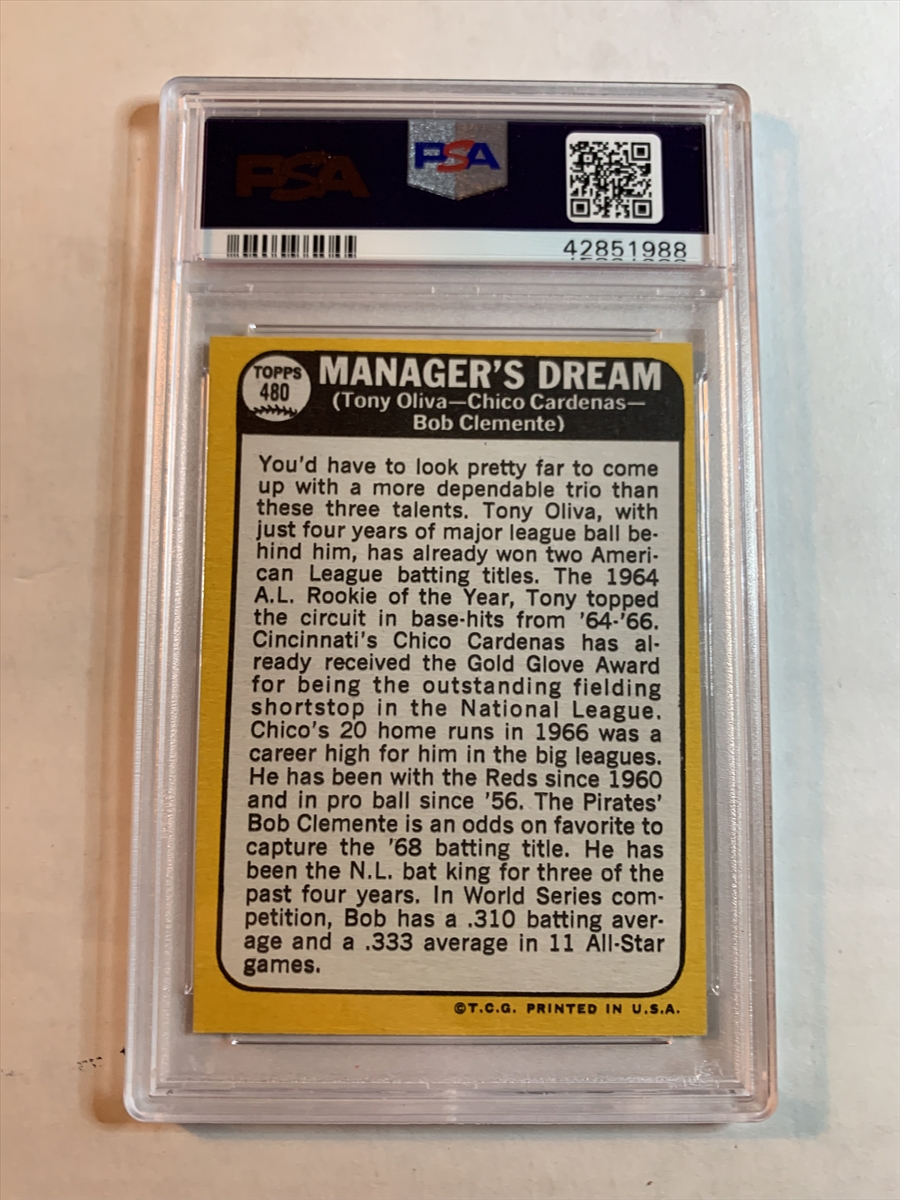 PSA
PSA
42851988
TOPPS
480
MANAGER'S DREAM
(Tony Oliva—Chico Cardenas—
Bob Clemente)
You'd have to look pretty far to come
up with a more dependable trio than
these three talents. Tony Oliva, with
just four years of major league ball be-
hind him, has already won two Ameri-
can League batting titles. The 1964
A.L. Rookie of the Year, Tony topped
the circuit in base-hits from '64-'66.
Cincinnati's Chico Cardenas has al-
ready received the Gold Glove Award
for being the outstanding fielding
shortstop in the National League.
Chico's 20 home runs in 1966 was a
career high for him in the big leagues.
He has been with the Reds since 1960
and in pro ball since '56. The Pirates'
Bob Clemente is an odds on favorite to
capture the '68 batting title. He has
been the N.L. bat king for three of the
past four years. In World Series com-
petition, Bob has a .310 batting aver-
age and a .333 average in 11 All-Star
games.
©T.C.G. PRINTED IN U.S.A.